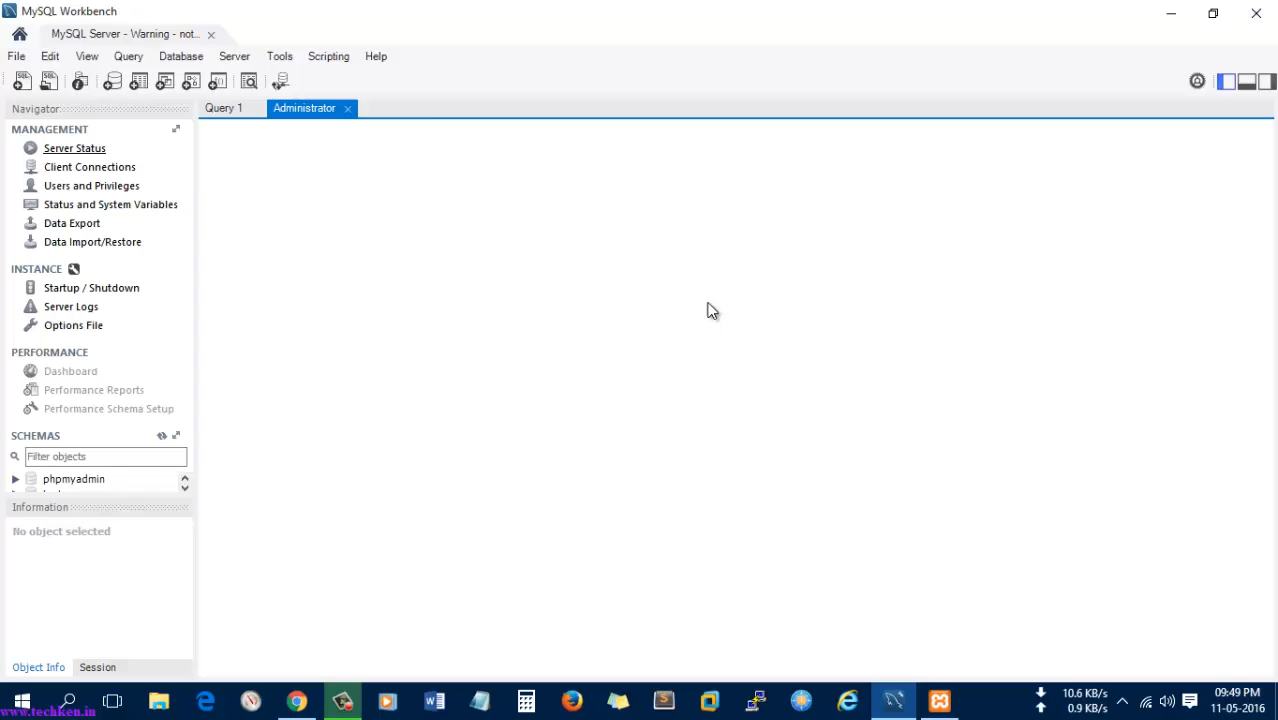 MySQL Workbench
MySQL Server - Warning - not...
File Edit View Query Database Server Tools Scripting Help
Navigator
Query 1 Administrator
MANAGEMENT
Server Status
Client Connections
Users and Privileges
Status and System Variables
Data Export
Data Import/Restore
INSTANCE
Startup / Shutdown
Server Logs
Options File
PERFORMANCE
Dashboard
Performance Reports
Performance Schema Setup
SCHEMAS
Filter objects
phpmyadmin
Information
No object selected
Object Info Session
10.6 KB/s
0.9 KB/s
09:49 PM
11-05-2016
www.techken.in